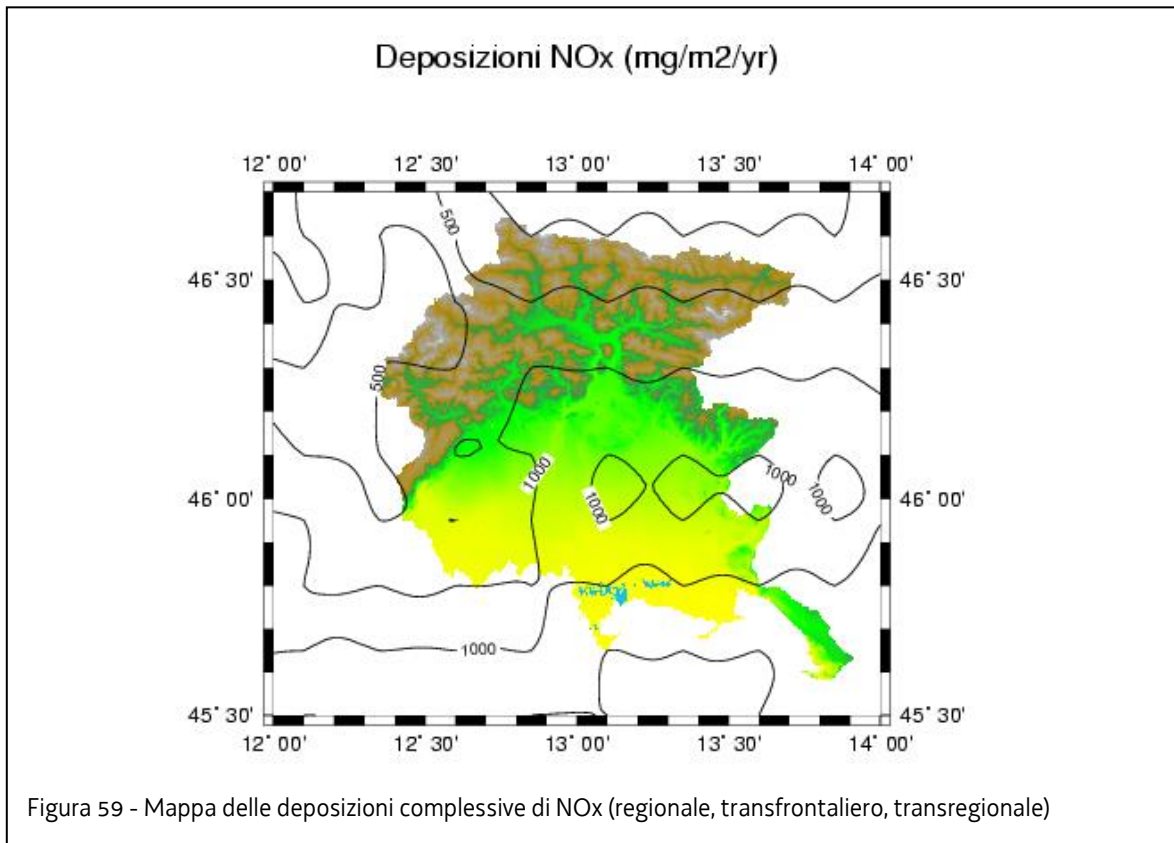 Deposizioni NOx (mg/m2/yr)
12° 00' 12° 30' 13° 00' 13° 30' 14° 00'
500
46° 30' 46° 30'
500
1000 1000 1000 1000
46° 00' 46° 00'
1000
45° 30' 45° 30'
12° 00' 12° 30' 13° 00' 13° 30' 14° 00'
Figura 59 - Mappa delle deposizioni complessive di NOx (regionale, transfrontaliero, transregionale)